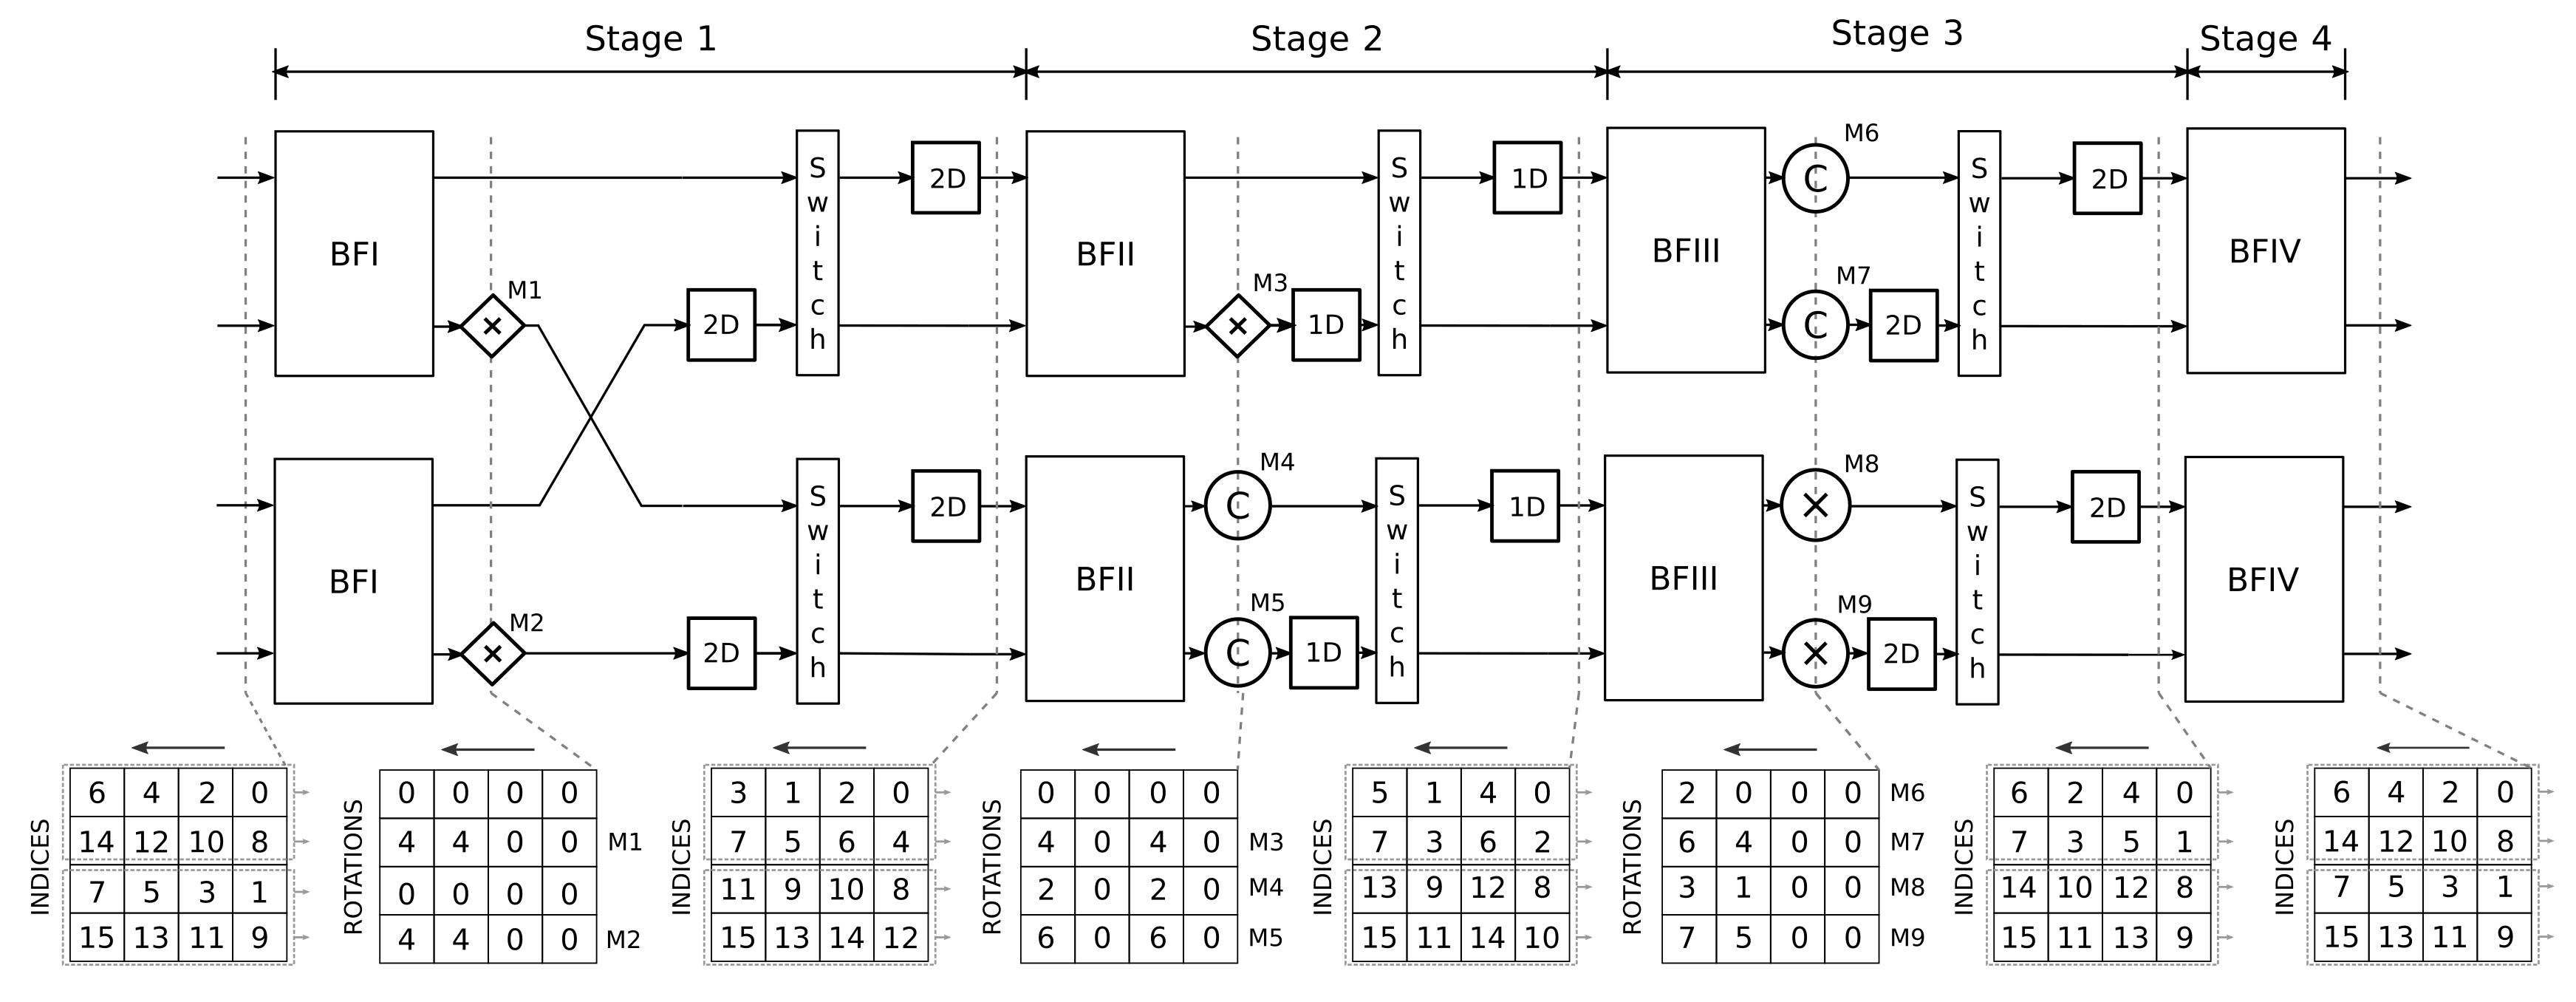 Stage 1 Stage 2 Stage 3 Stage 4
BFI Switch 2D BFII Switch 1D BFIII C M6 Switch 2D BFIV
× M1 2D × M3 1D C M7 2D
BFI Switch 2D BFII C M4 Switch 1D BFIII × M8 Switch 2D BFIV
× M2 2D C M5 1D × M9 2D
INDICES
6 4 2 0
14 12 10 8
7 5 3 1
15 13 11 9
ROTATIONS
0 0 0 0
4 4 0 0 M1
0 0 0 0
4 4 0 0 M2
INDICES
3 1 2 0
7 5 6 4
11 9 10 8
15 13 14 12
ROTATIONS
0 0 0 0
4 0 4 0 M3
2 0 2 0 M4
6 0 6 0 M5
INDICES
5 1 4 0
7 3 6 2
13 9 12 8
15 11 14 10
ROTATIONS
2 0 0 0 M6
6 4 0 0 M7
3 1 0 0 M8
7 5 0 0 M9
INDICES
6 2 4 0
7 3 5 1
14 10 12 8
15 11 13 9
INDICES
6 4 2 0
14 12 10 8
7 5 3 1
15 13 11 9